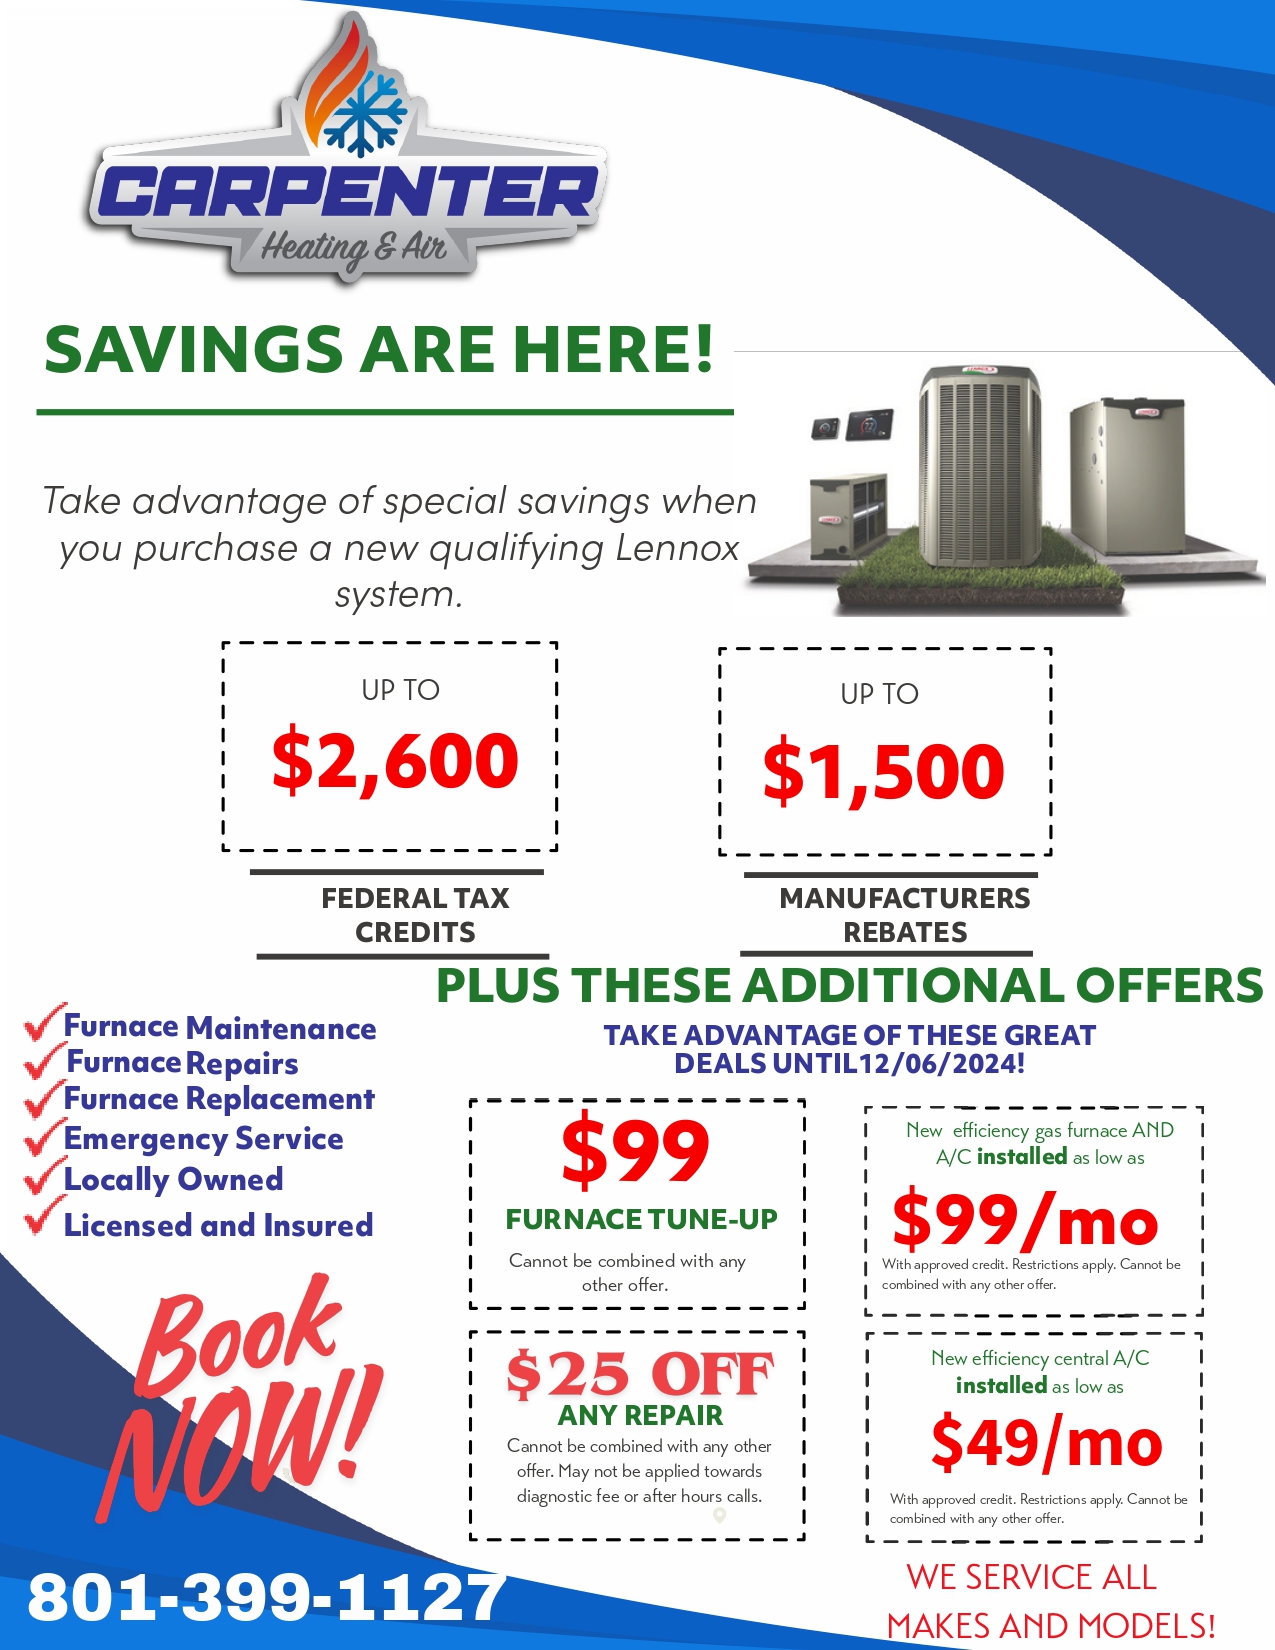 CARPENTER
Heating & Air
SAVINGS ARE HERE!
Take advantage of special savings when
you purchase a new qualifying Lennox
system.
UP TO
$2,600
FEDERAL TAX
CREDITS
UP TO
$1,500
MANUFACTURERS
REBATES
PLUS THESE ADDITIONAL OFFERS
TAKE ADVANTAGE OF THESE GREAT
DEALS UNTIL 12/06/2024!
Furnace Maintenance
Furnace Repairs
Furnace Replacement
Emergency Service
Locally Owned
Licensed and Insured
$99
FURNACE TUNE-UP
Cannot be combined with any
other offer.
New efficiency gas furnace AND
A/C installed as low as
$99/mo
With approved credit. Restrictions apply. Cannot be
combined with any other offer.
$25 OFF
ANY REPAIR
Cannot be combined with any other
offer. May not be applied towards
diagnostic fee or after hours calls.
New efficiency central A/C
installed as low as
$49/mo
With approved credit. Restrictions apply. Cannot be
combined with any other offer.
Book
NOW!!
801-399-1127
WE SERVICE ALL
MAKES AND MODELS!